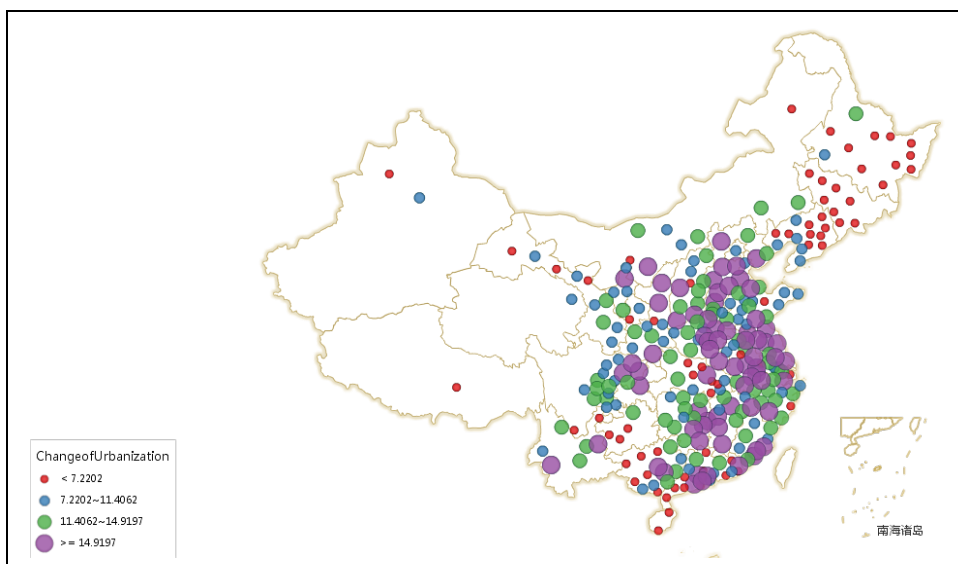 ChangeofUrbanization
< 7.2202
7.2202~11.4062
11.4062~14.9197
>= 14.9197
南海诸岛